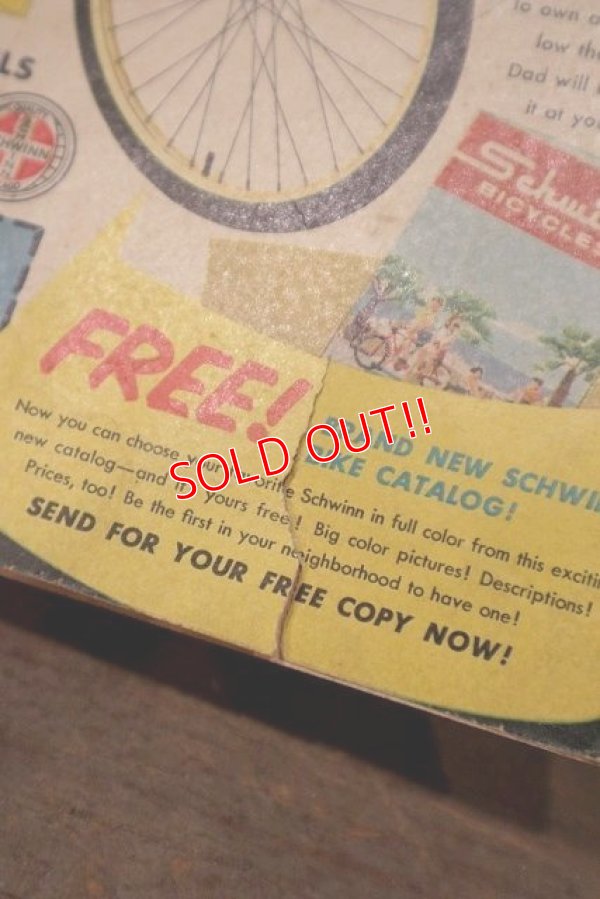 To own a
low the
Dad will
it at you
LS
SCHWINN
Schwi
BICYCLES
FREE!
BRAND NEW SCHWI
BIKE CATALOG!
Now you can choose your favorite Schwinn in full color from this exciti
new catalog—and it's yours free! Big color pictures! Descriptions!
Prices, too! Be the first in your neighborhood to have one!
SEND FOR YOUR FREE COPY NOW!
SOLD OUT!!